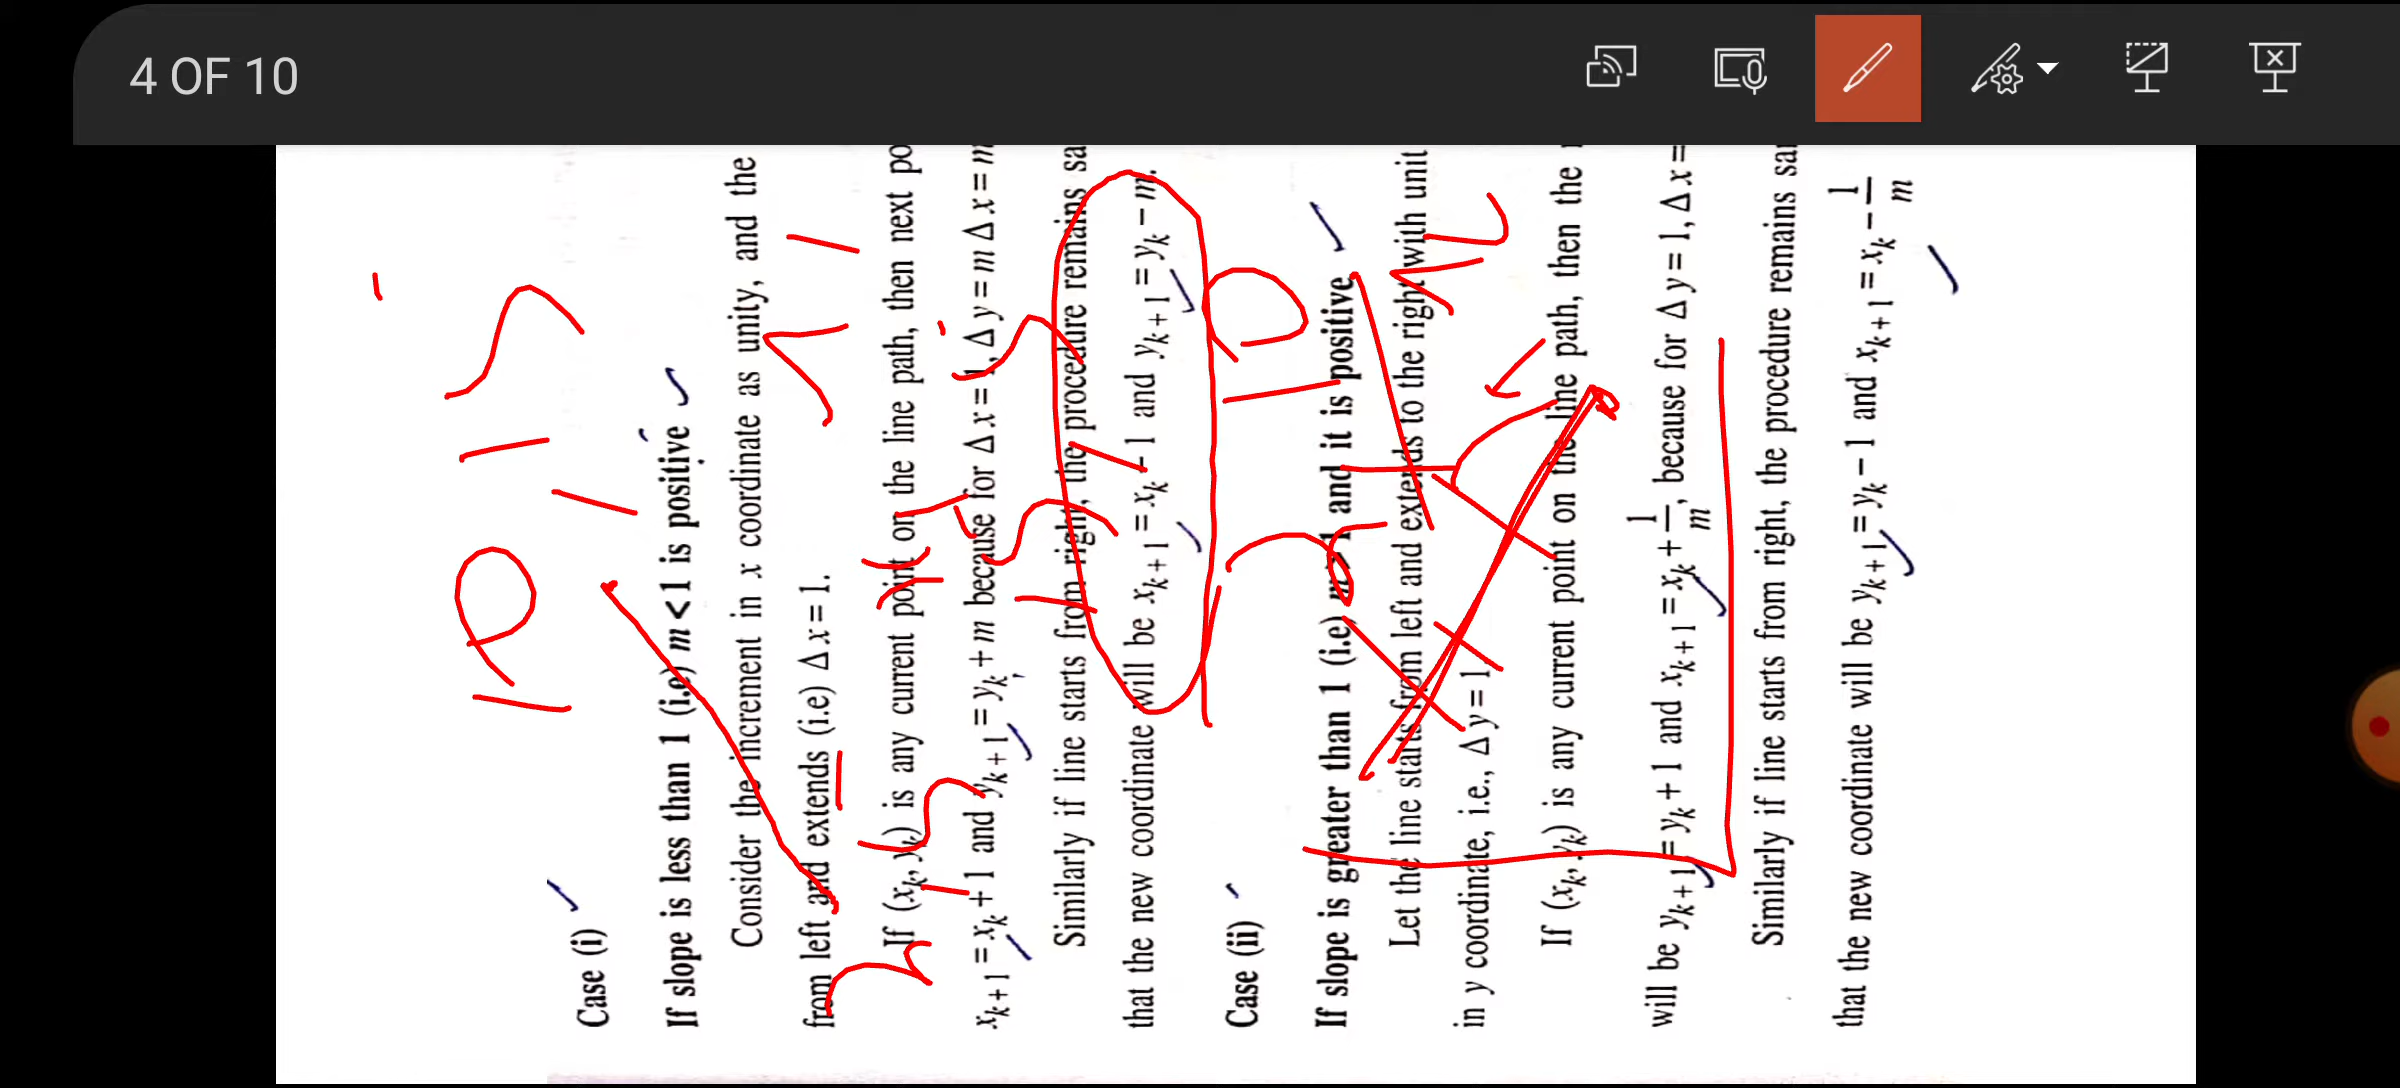 4 OF 10
Case (i)
If slope is less than 1 (i.e) m < 1 is positive
Consider the increment in x coordinate as unity, and the
from left and extends (i.e) Δx = 1.
If (xₖ, yₖ) is any current point on the line path, then next po
xₖ₊₁ = xₖ + 1 and yₖ₊₁ = yₖ + m because for Δx = 1, Δy = m Δx = m
Similarly if line starts from right, the procedure remains sa
that the new coordinate will be xₖ₊₁ = xₖ − 1 and yₖ₊₁ = yₖ − m.
Case (ii)
If slope is greater than 1 (i.e) m > 1 and it is positive
Let the line starts from left and extends to the right with unit
in y coordinate, i.e., Δy = 1
If (xₖ, yₖ) is any current point on the line path, then the
will be yₖ₊₁ = yₖ + 1 and xₖ₊₁ = xₖ + 1/m, because for Δy = 1, Δx =
Similarly if line starts from right, the procedure remains sa
that the new coordinate will be yₖ₊₁ = yₖ − 1 and xₖ₊₁ = xₖ − 1/m